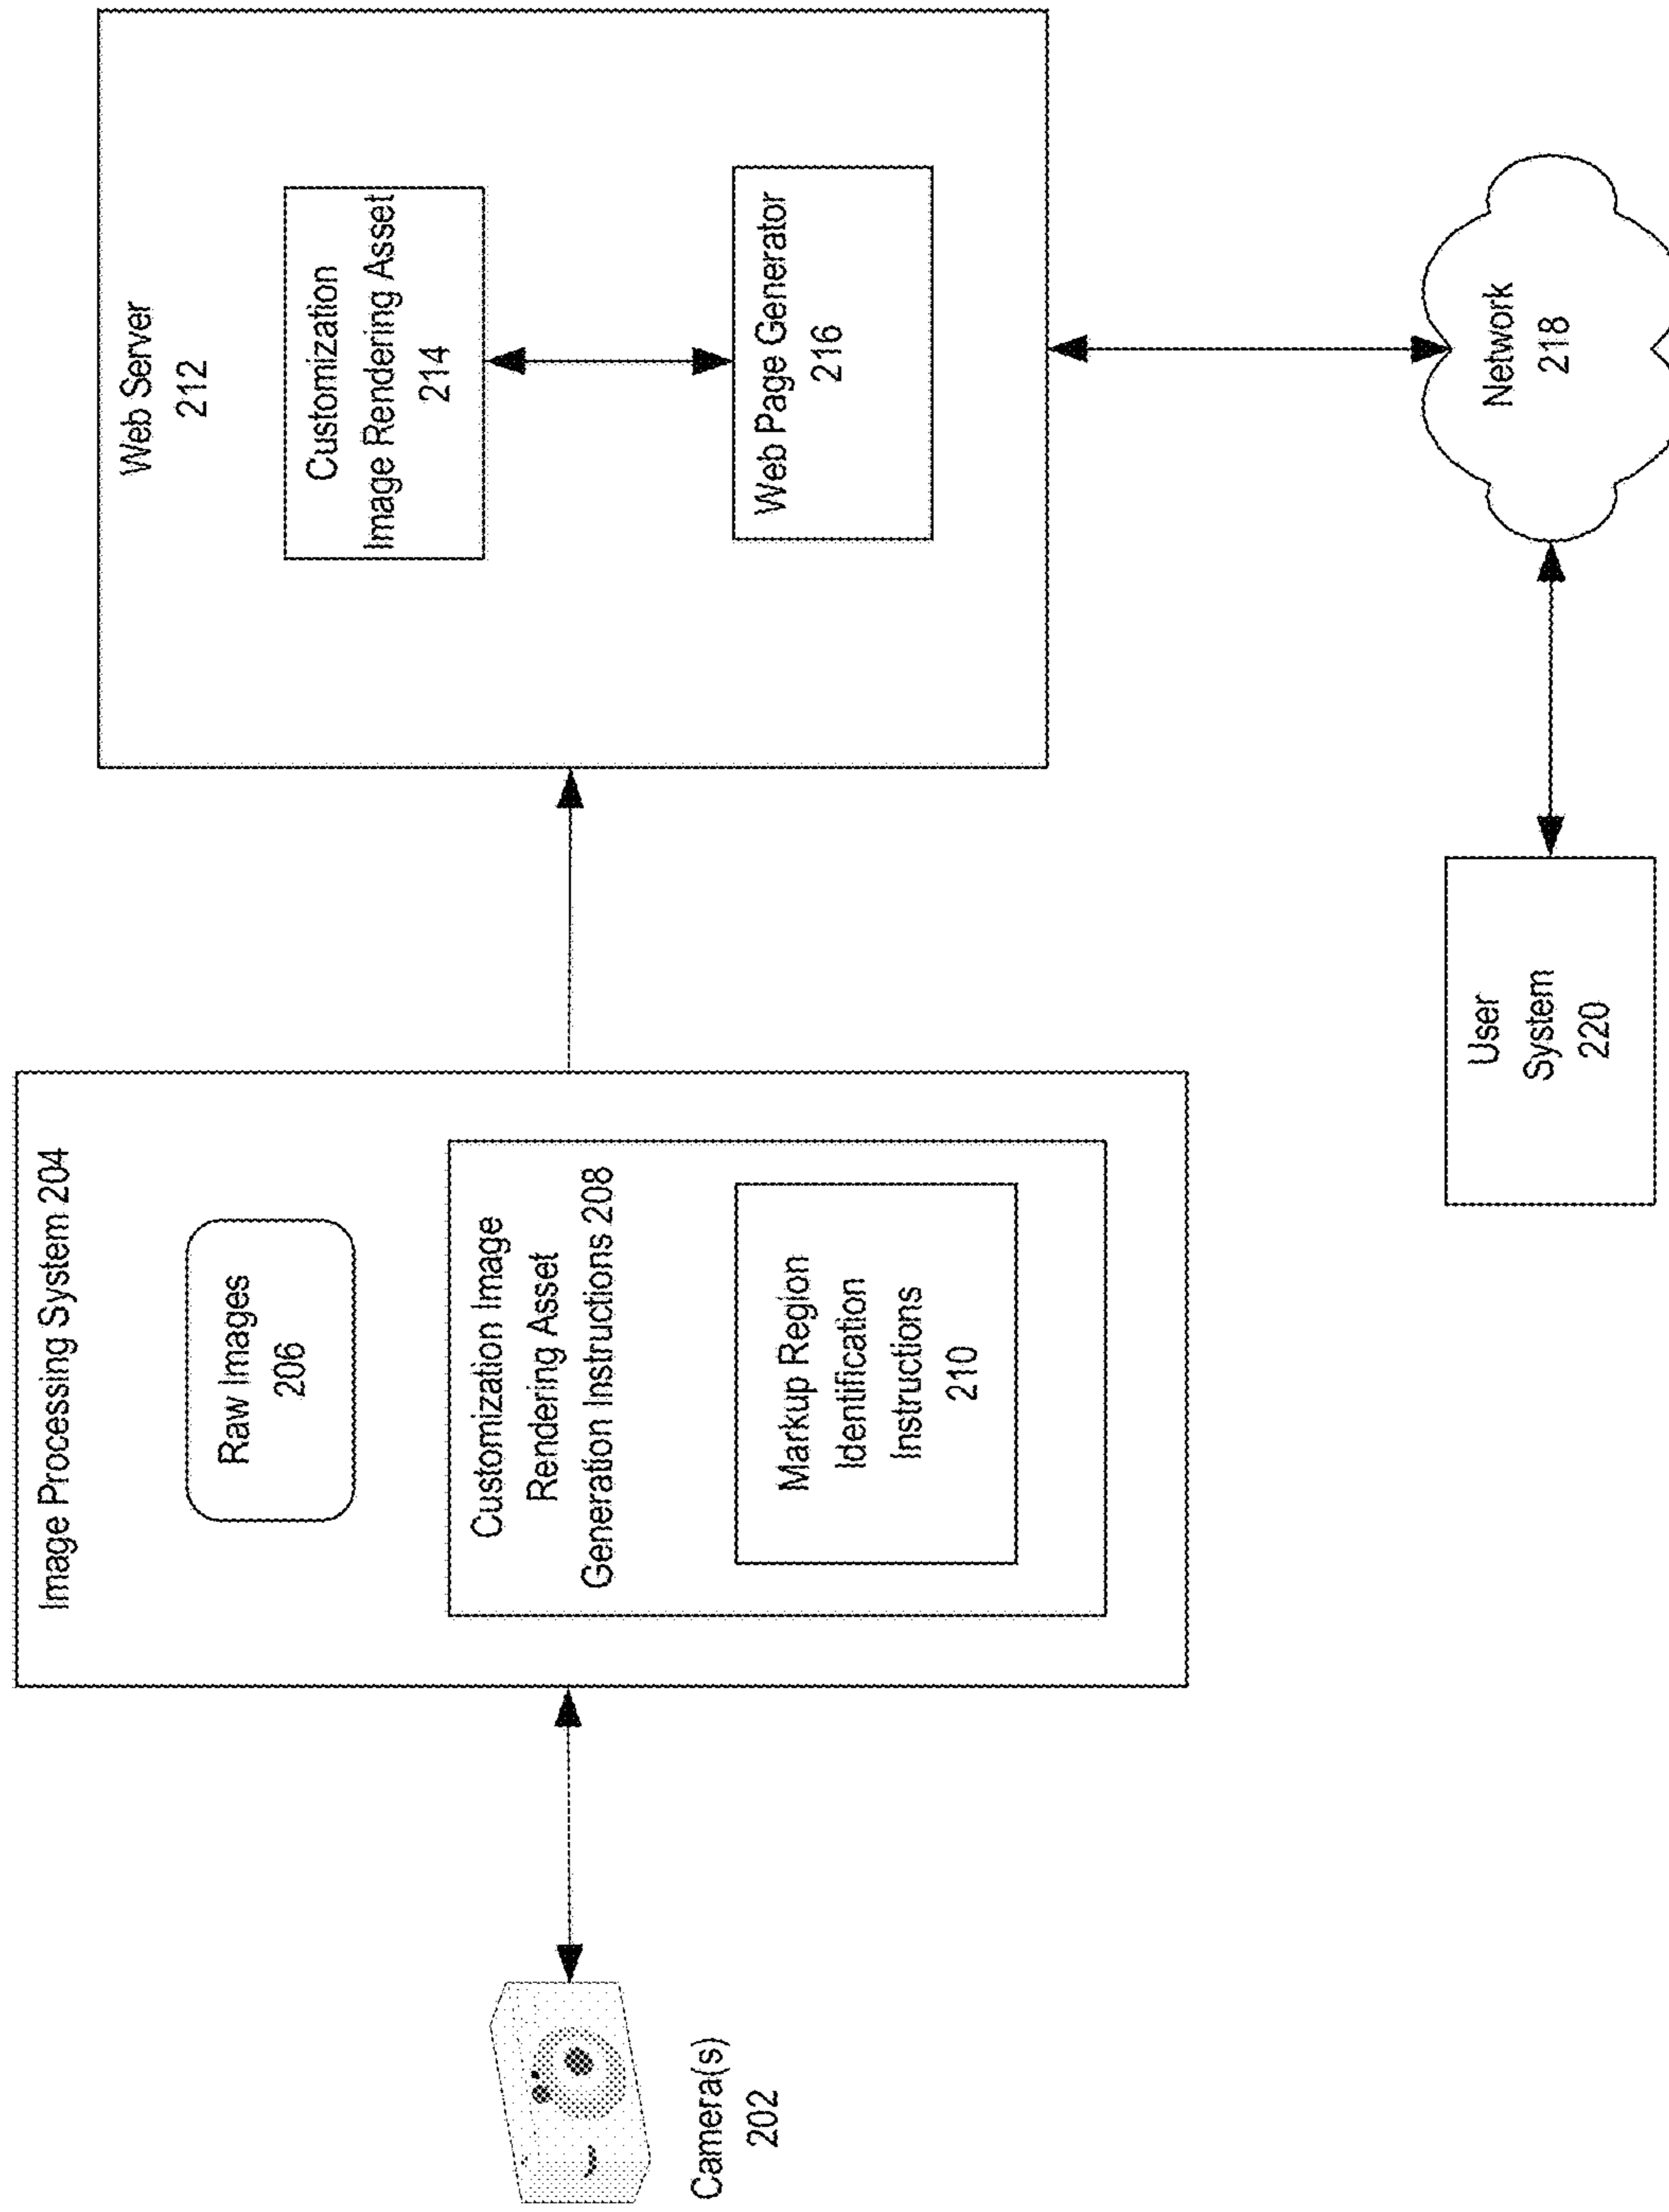 Camera(s)
202
Image Processing System 204
Raw Images
206
Customization Image
Rendering Asset
Generation Instructions 208
Markup Region
Identification
Instructions
210
Web Server
212
Customization
Image Rendering Asset
214
Web Page Generator
216
User
System
220
Network
218